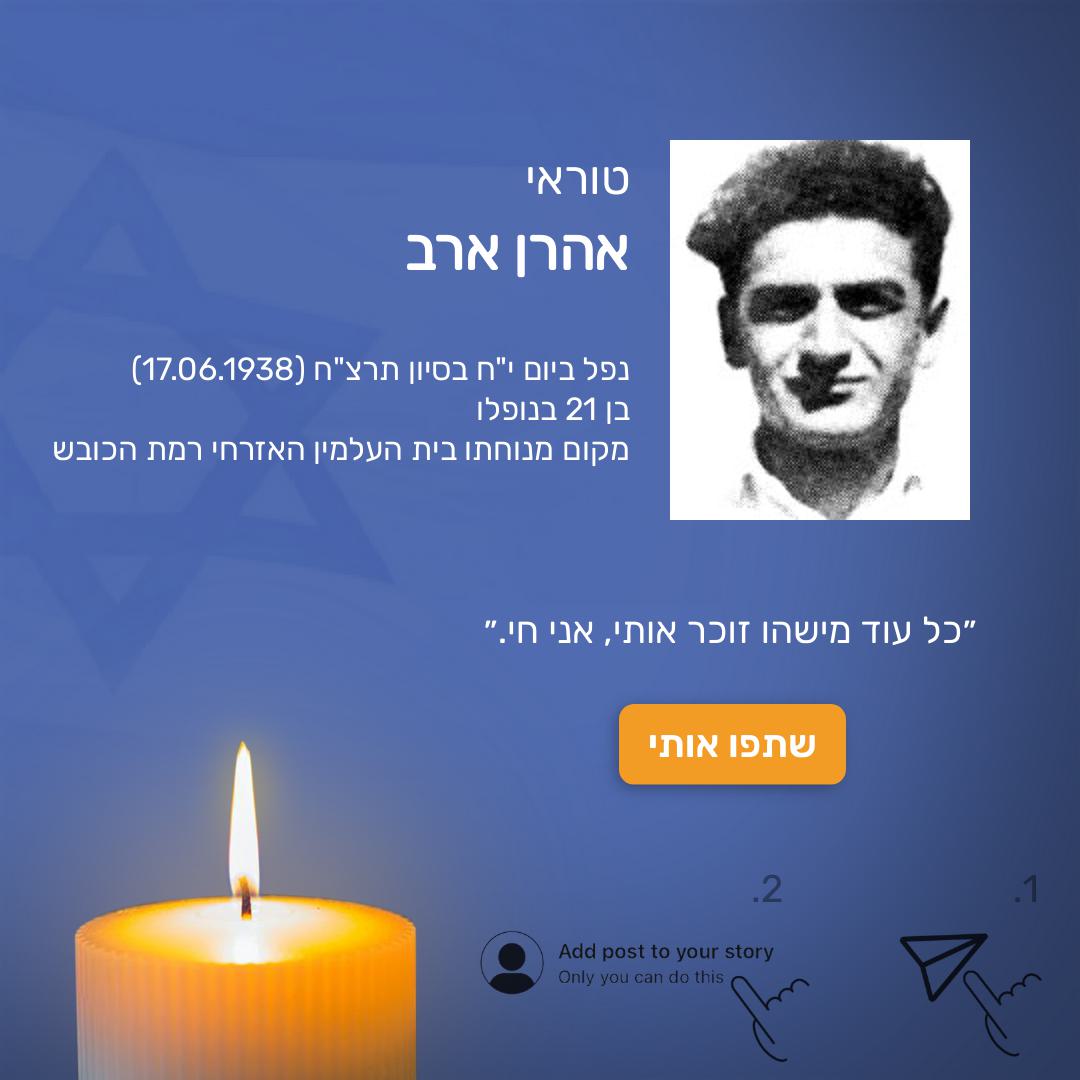 טוראי
אהרן ארב
נפל ביום י"ח בסיון תרצ"ח (17.06.1938)
בן 21 בנופלו
מקום מנוחתו בית העלמין האזרחי רמת הכובש
״כל עוד מישהו זוכר אותי, אני חי.״
שתפו אותי
1.
2.
Add post to your story
Only you can do this